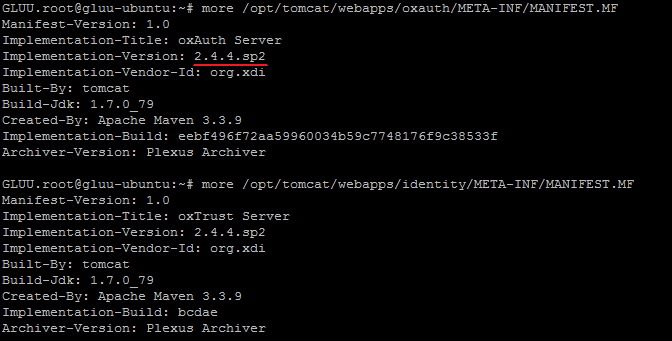 GLUU.root@gluu-ubuntu:~# more /opt/tomcat/webapps/oxauth/META-INF/MANIFEST.MF
Manifest-Version: 1.0
Implementation-Title: oxAuth Server
Implementation-Version: 2.4.4.sp2
Implementation-Vendor-Id: org.xdi
Built-By: tomcat
Build-Jdk: 1.7.0_79
Created-By: Apache Maven 3.3.9
Implementation-Build: eebf496f72aa59960034b59c7748176f9c38533f
Archiver-Version: Plexus Archiver
GLUU.root@gluu-ubuntu:~# more /opt/tomcat/webapps/identity/META-INF/MANIFEST.MF
Manifest-Version: 1.0
Implementation-Title: oxTrust Server
Implementation-Version: 2.4.4.sp2
Implementation-Vendor-Id: org.xdi
Built-By: tomcat
Build-Jdk: 1.7.0_79
Created-By: Apache Maven 3.3.9
Implementation-Build: bcdae
Archiver-Version: Plexus Archiver